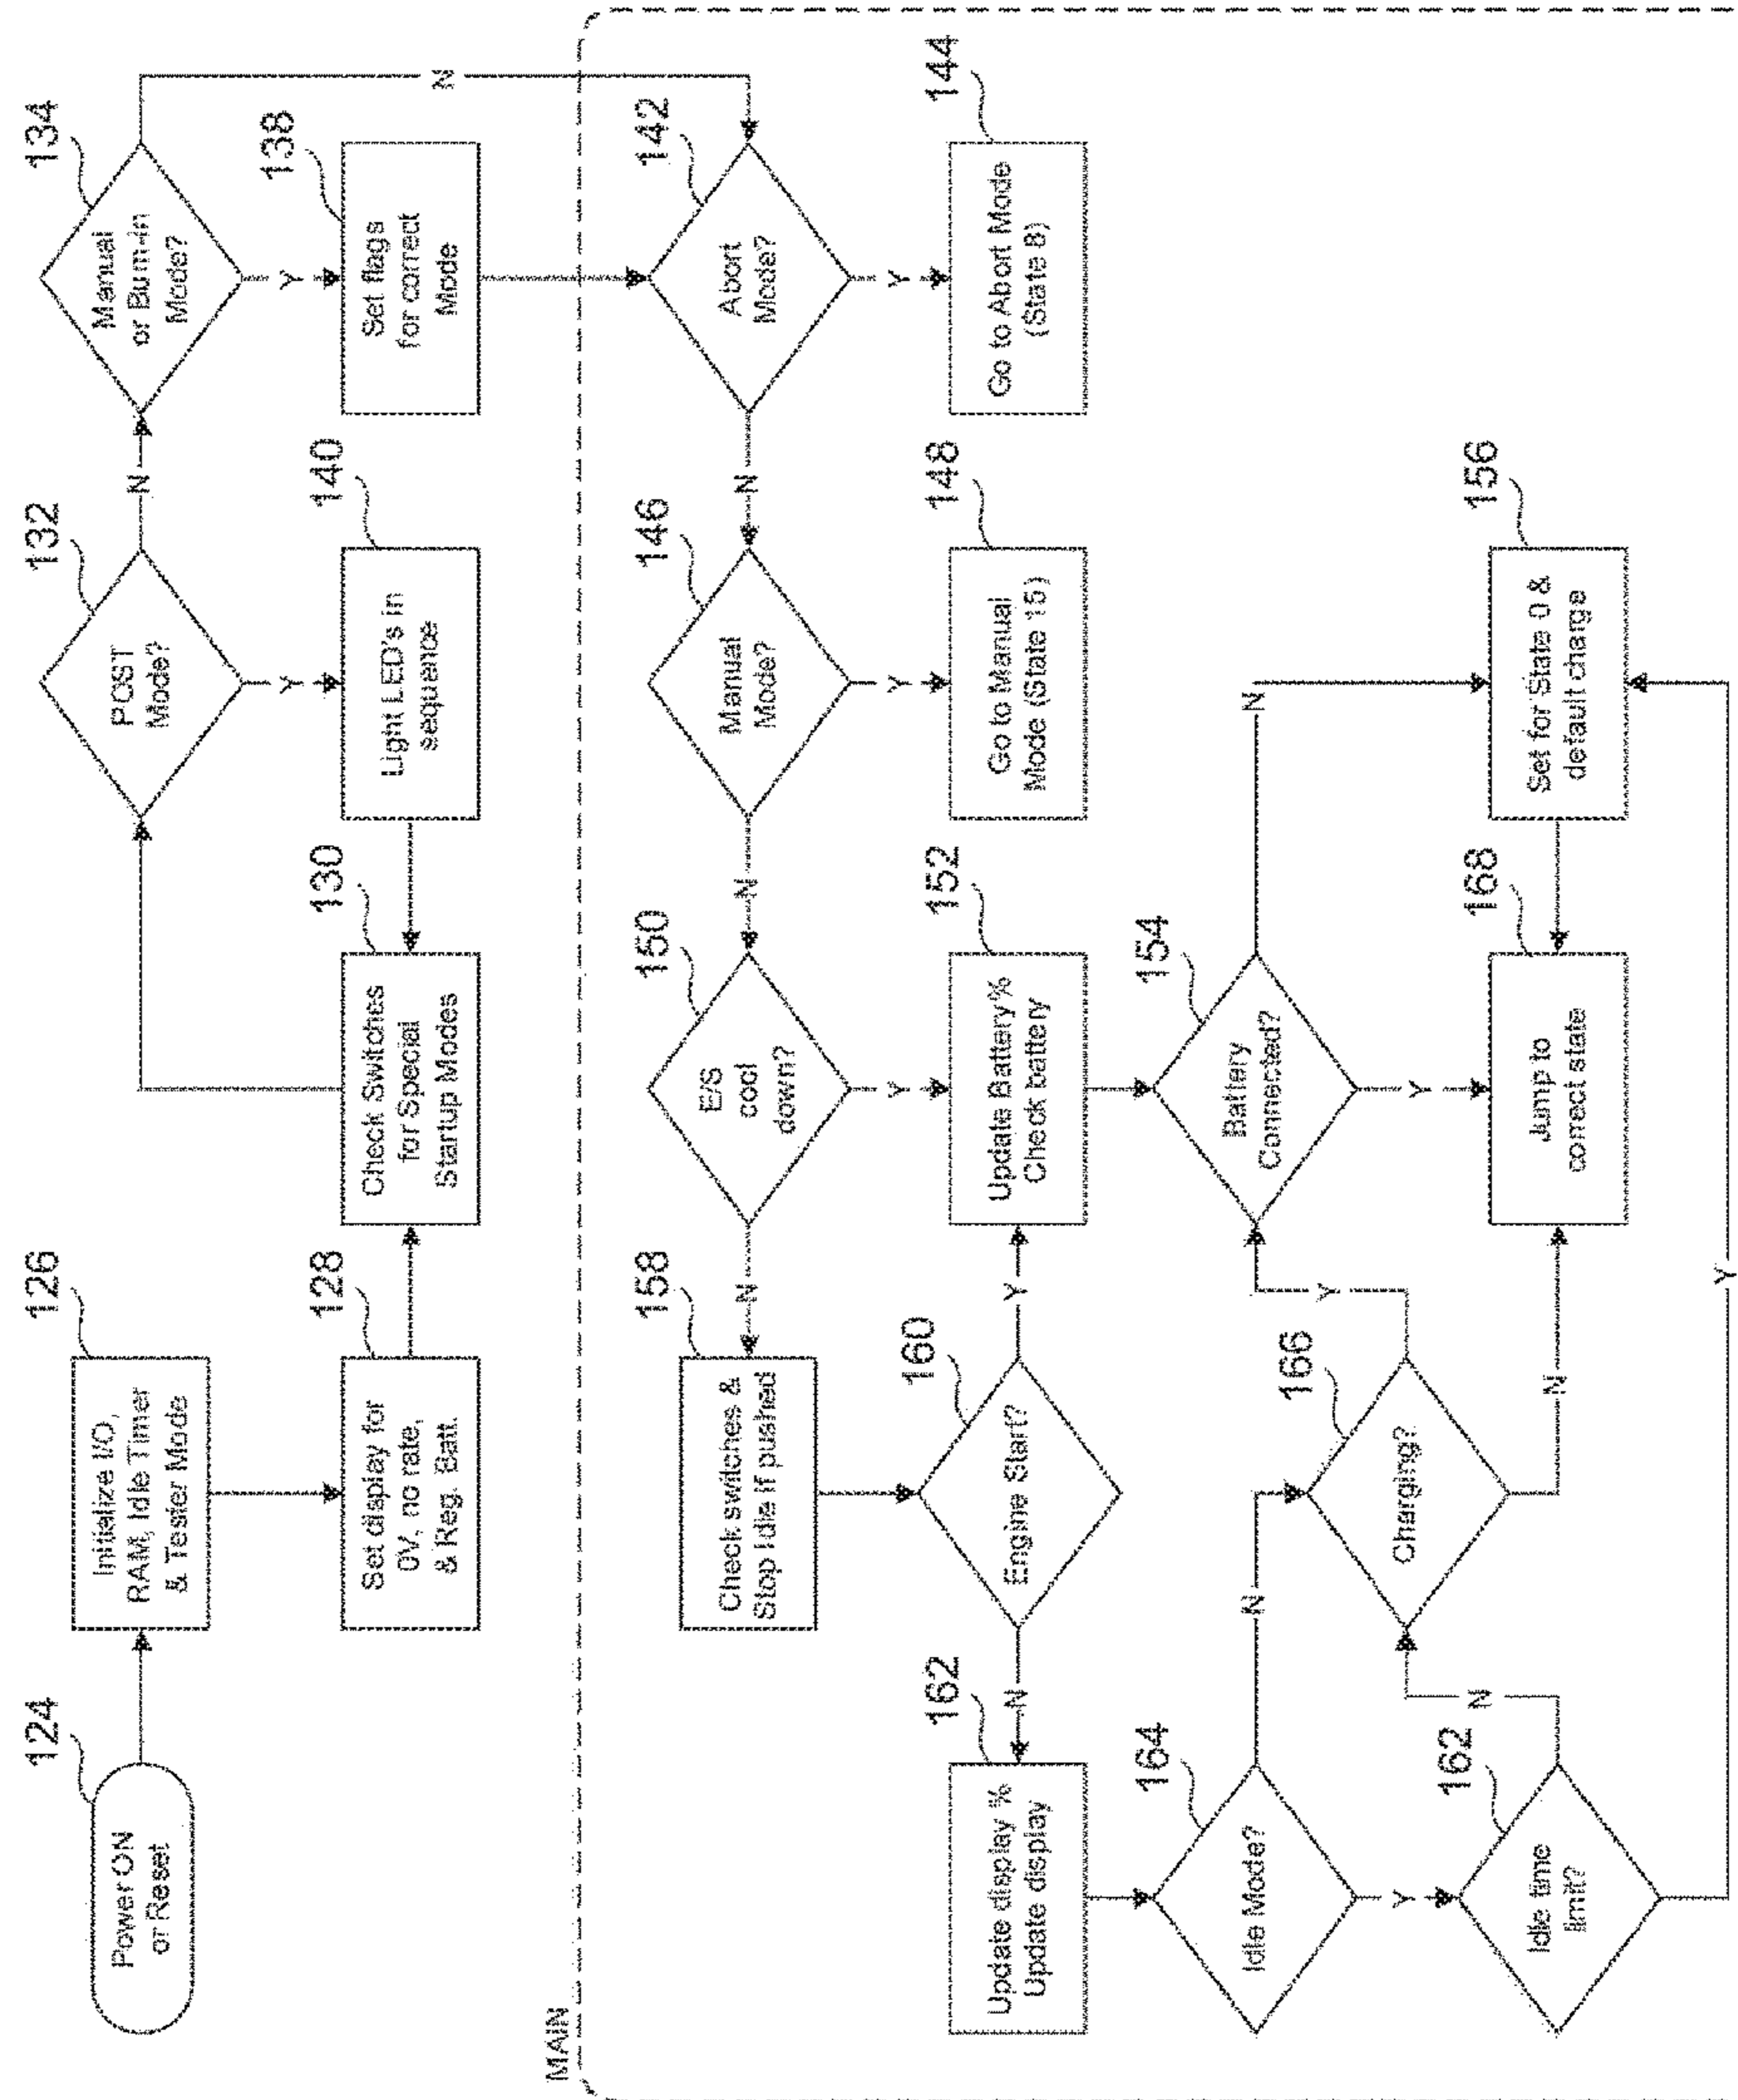 124
Power ON
or Reset
126
Initialize I/O,
RAM, Idle Timer
& Tester Mode
128
Set display for
0V, no rate,
& Reg. Batt.
130
Check Switches
for Special
Startup Modes
132
POST
Mode?
N
Y
140
Light LED's in
sequence
134
Manual
or Burn-in
Mode?
N
Y
138
Set flags
for correct
Mode
MAIN
142
Abort
Mode?
N
Y
144
Go to Abort Mode
(State 8)
146
Manual
Mode?
N
Y
148
Go to Manual
Mode (State 15)
150
E/S
cool
down?
N
Y
158
Check switches &
Stop Idle if pushed
160
Engine Start?
N
Y
152
Update Battery %
Check battery
162
Update display %
Update display
164
Idle Mode?
N
Y
162
Idle time
limit?
N
Y
166
Charging?
Y
N
154
Battery
Connected?
N
Y
168
Jump to
correct state
156
Set for State 0 &
default charge